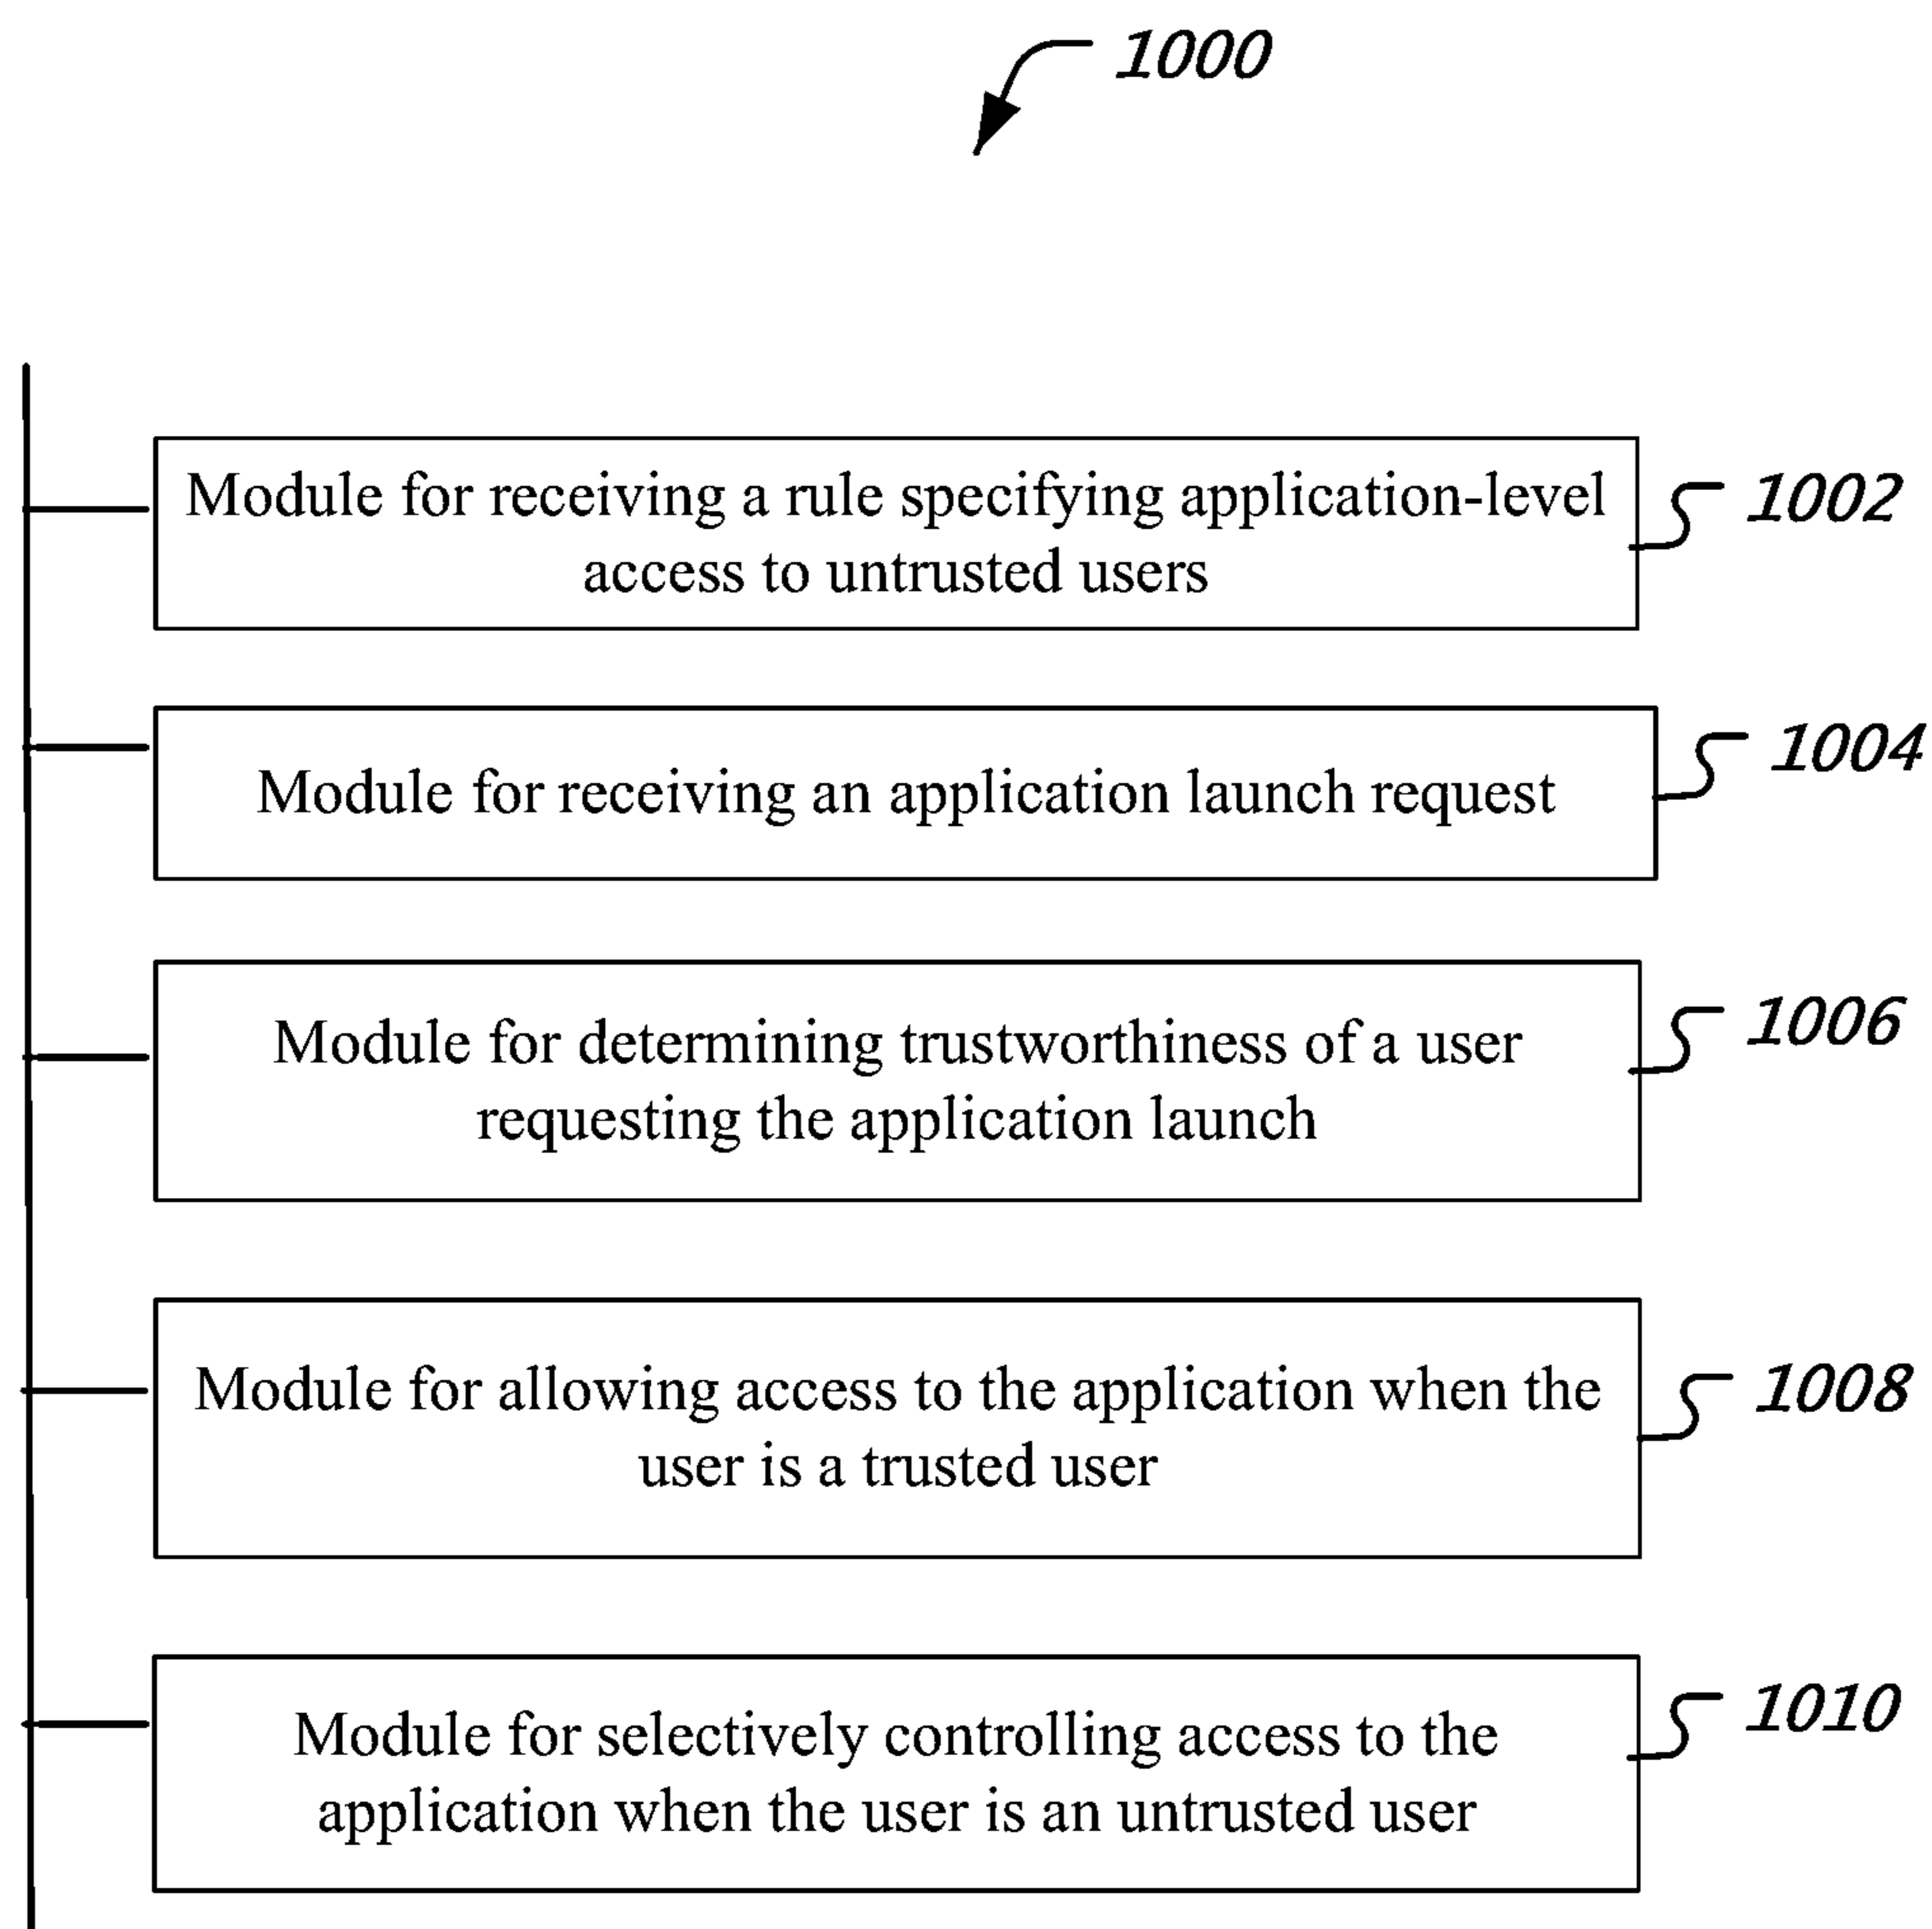 1000
Module for receiving a rule specifying application-level
access to untrusted users
1002
Module for receiving an application launch request
1004
Module for determining trustworthiness of a user
requesting the application launch
1006
Module for allowing access to the application when the
user is a trusted user
1008
Module for selectively controlling access to the
application when the user is an untrusted user
1010